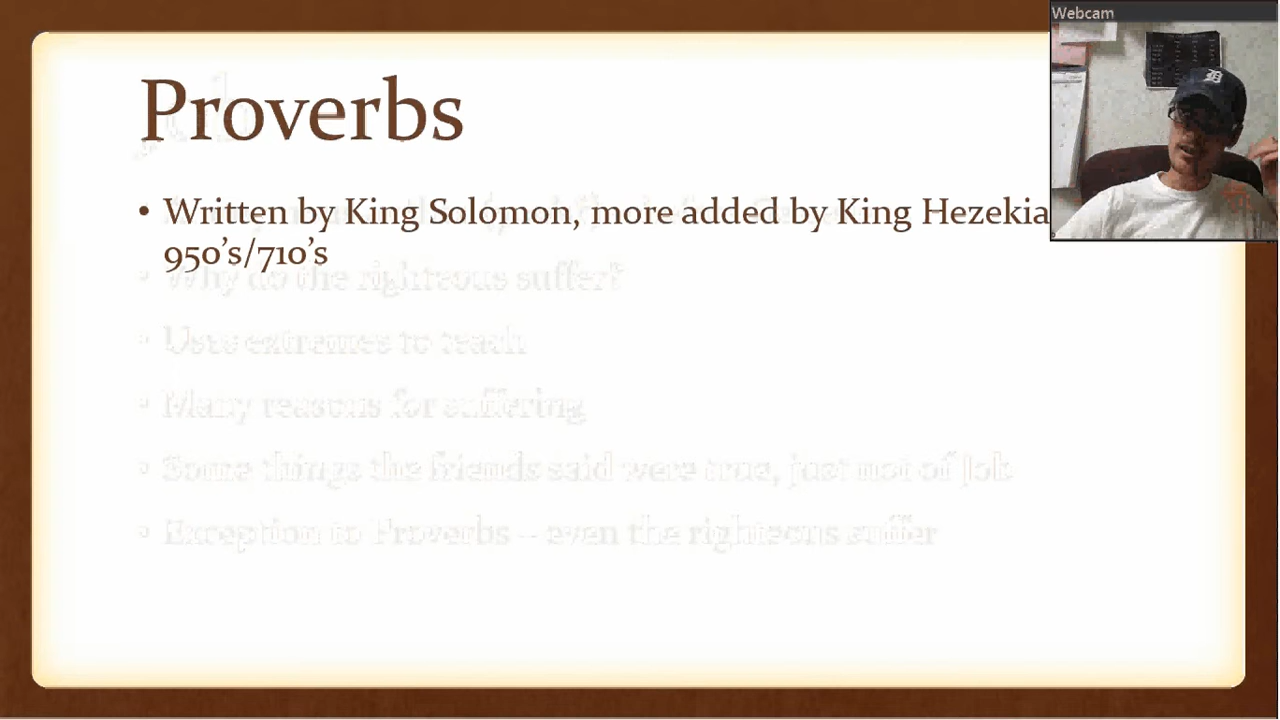 Webcam
Proverbs
• Written by King Solomon, more added by King Hezekia
950's/710's
• Why do the righteous suffer?
• Uses extremes to teach
• Many reasons for suffering
• Some things the friends said were true, just not of Job
• Exception to Proverbs – even the righteous suffer